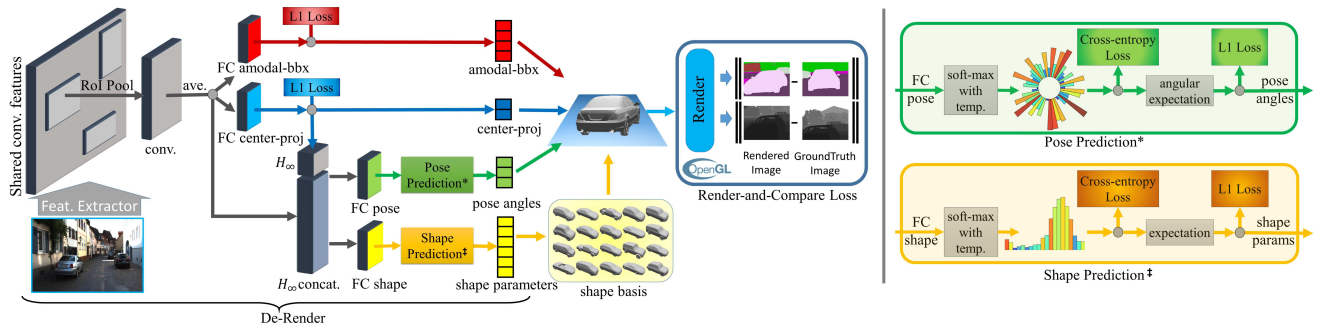 Shared conv. features
RoI Pool
conv.
ave.
Feat. Extractor
L1 Loss
FC amodal-bbx
amodal-bbx
L1 Loss
FC center-proj
center-proj
H∞
FC pose
Pose
Prediction*
pose angles
H∞ concat.
FC shape
Shape
Prediction‡
shape parameters
shape basis
De-Render
Render
OpenGL
Rendered
Image
GroundTruth
Image
Render-and-Compare Loss
FC
pose
soft-max
with
temp.
Cross-entropy
Loss
angular
expectation
L1 Loss
pose
angles
Pose Prediction*
FC
shape
soft-max
with
temp.
Cross-entropy
Loss
expectation
L1 Loss
shape
params
Shape Prediction‡